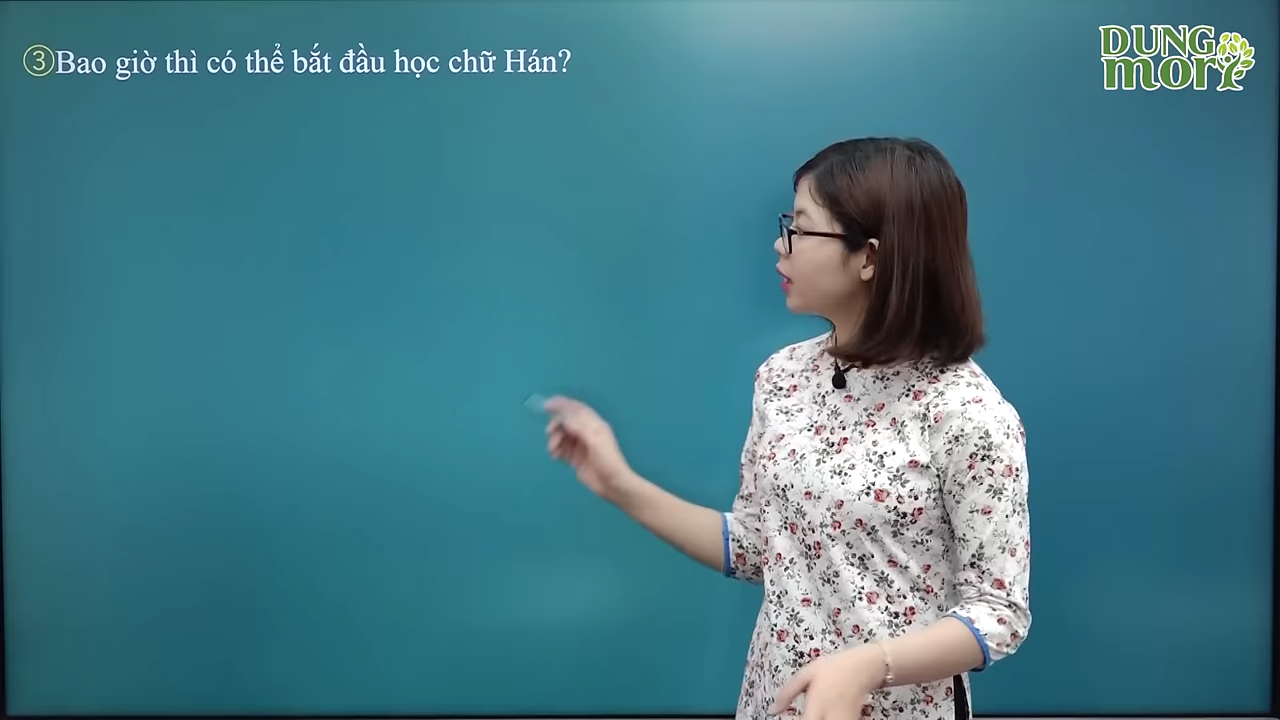 ③Bao giờ thì có thể bắt đầu học chữ Hán?
DUNG
mori